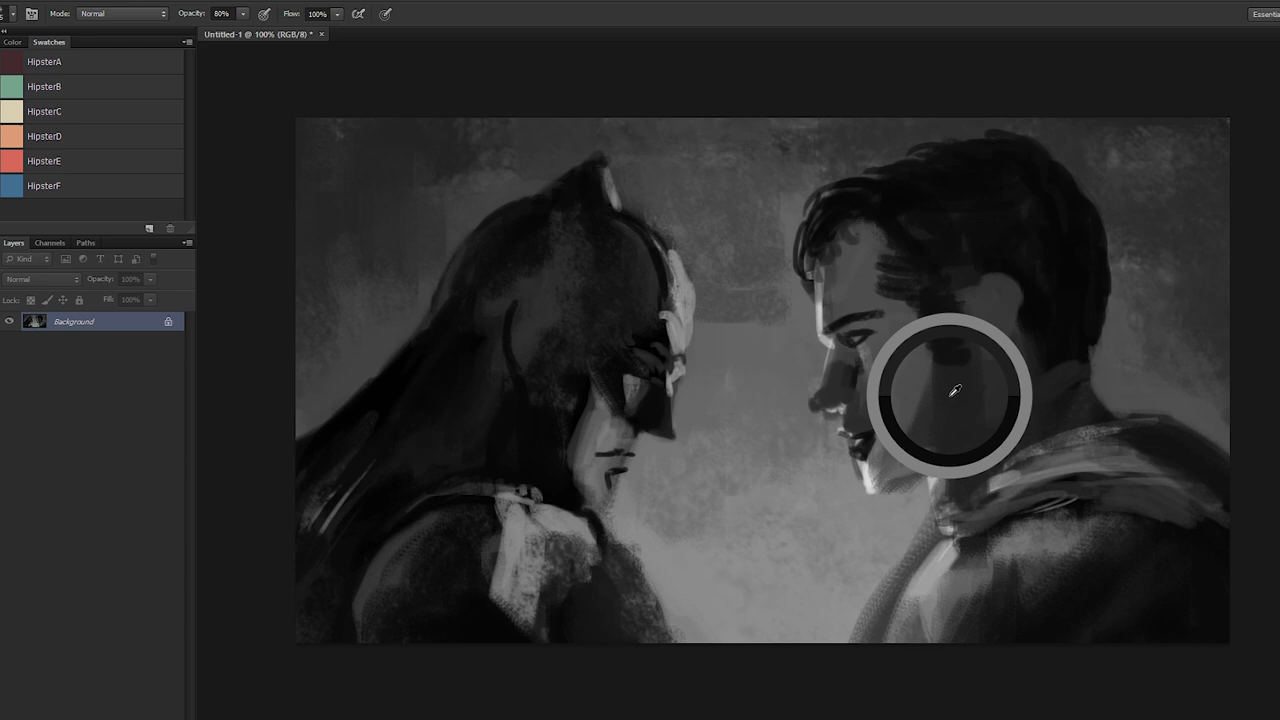 Mode: Normal Opacity: 80% Flow: 100% Essentia
Untitled-1 @ 100% (RGB/8) * ×
Color Swatches
HipsterA
HipsterB
HipsterC
HipsterD
HipsterE
HipsterF
Layers Channels Paths
Kind
Normal Opacity: 100%
Lock: Fill: 100%
Background